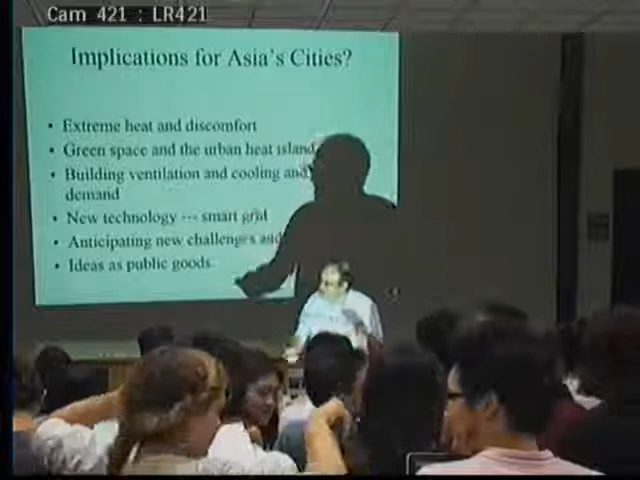 Cam 421 : LR421
Implications for Asia's Cities?
• Extreme heat and discomfort
• Green space and the urban heat island
• Building ventilation and cooling and
demand
• New technology --- smart grid
• Anticipating new challenges and
• Ideas as public goods